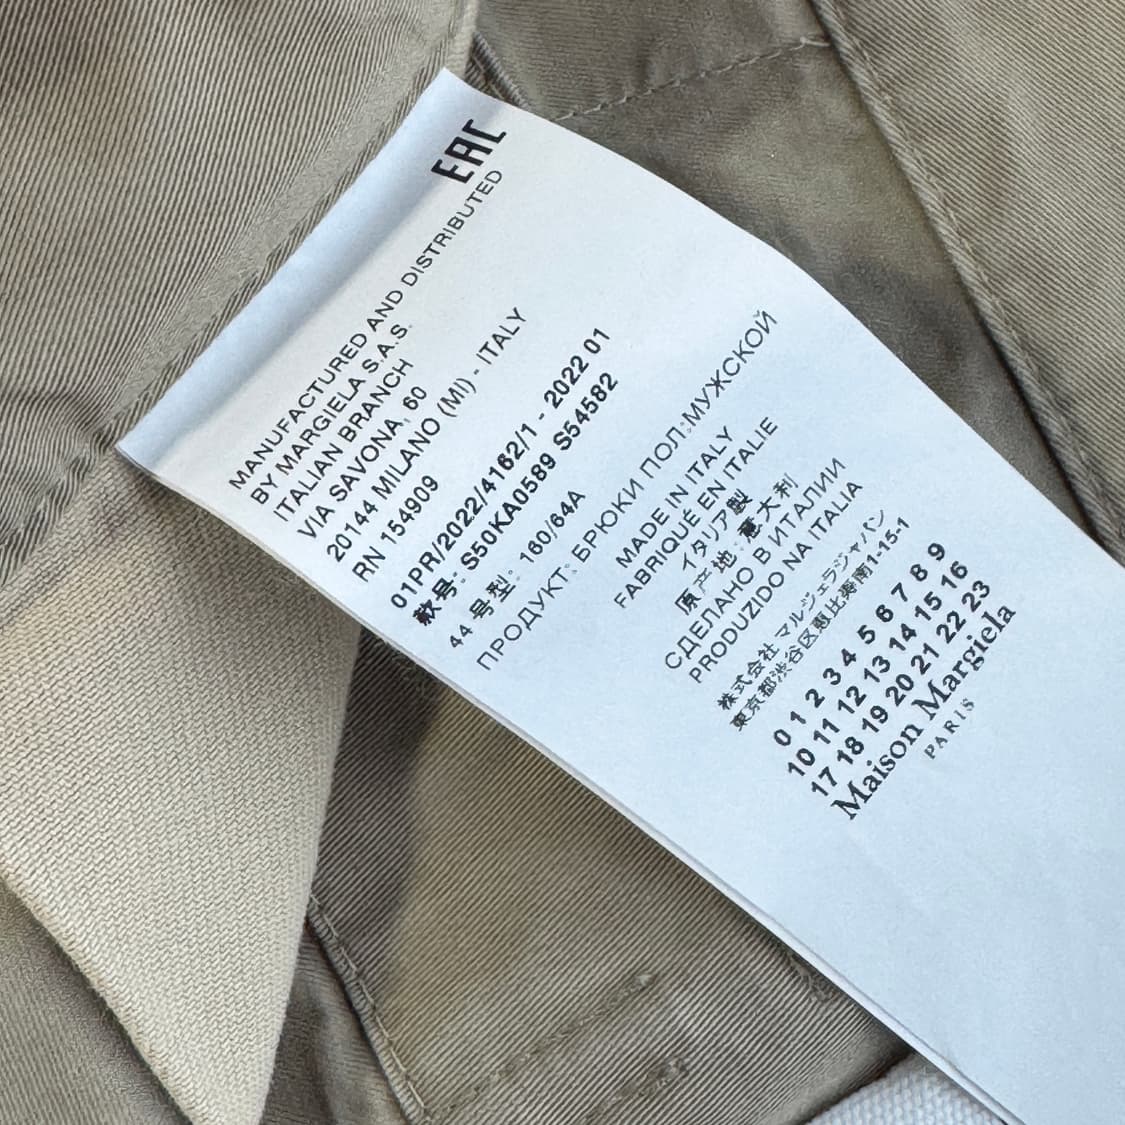 EAC
MANUFACTURED AND DISTRIBUTED
BY MARGIELA S.A.S.
ITALIAN BRANCH
VIA SAVONA, 60
20144 MILANO (MI) - ITALY
RN 154909
01PR/2022/4162/1 - 2022 01
款号: S50KA0589 S54582
44 号型: 160/64A
ПРОДУКТ: БРЮКИ ПОЛ:МУЖСКОЙ
MADE IN ITALY
FABRIQUÉ EN ITALIE
イタリア製
原产地: 意大利
СДЕЛАНО В ИТАЛИИ
PRODUZIDO NA ITALIA
株式会社 マルジェラジャパン
東京都渋谷区恵比寿南1-15-1
0 1 2 3 4 5 6 7 8 9
10 11 12 13 14 15 16
17 18 19 20 21 22 23
Maison Margiela
PARIS